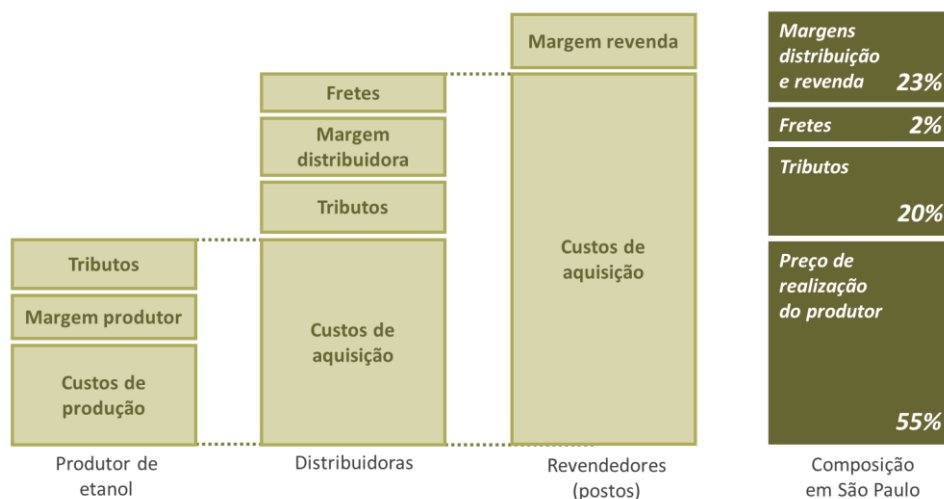 Tributos
Margem produtor
Custos de
produção
Produtor de
etanol
Fretes
Margem
distribuidora
Tributos
Custos de
aquisição
Distribuidoras
Margem revenda
Custos de
aquisição
Revendedores
(postos)
Margens
distribuição
e revenda 23%
Fretes 2%
Tributos
20%
Preço de
realização
do produtor
55%
Composição
em São Paulo